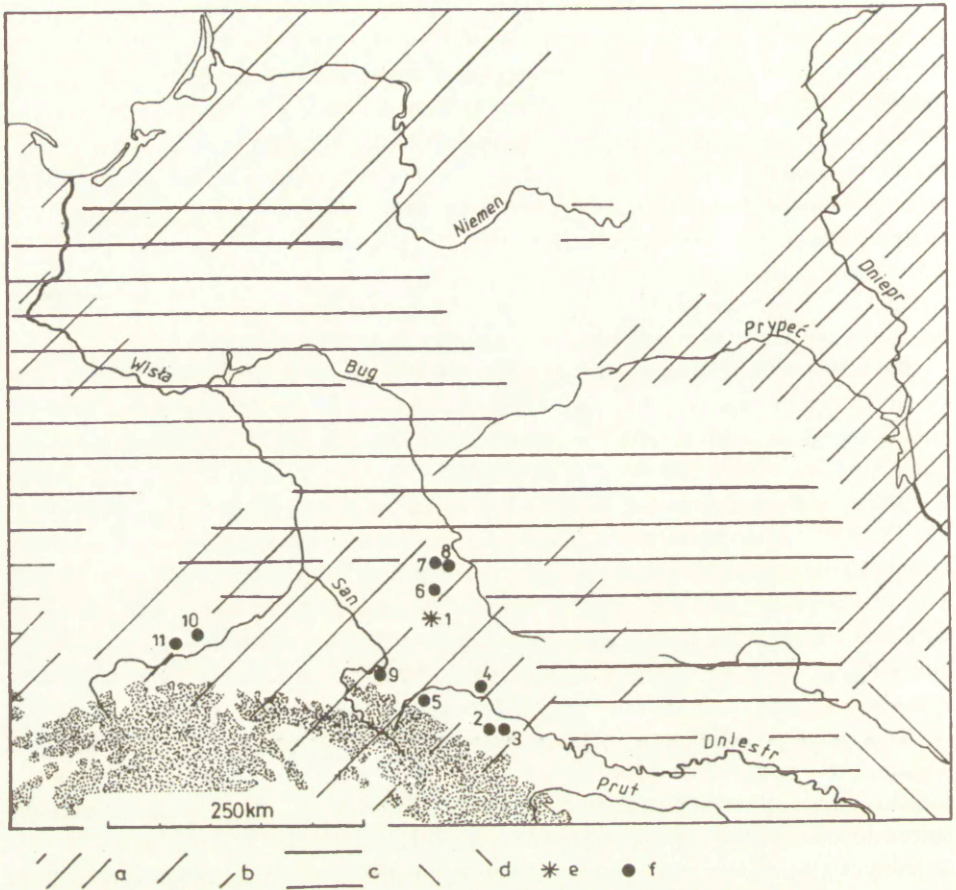 Niemen
Dniepr
Prypeć
Wisła
Bug
San
7 8
6
1
10
11
9
4
5
2
3
Dniestr
Prut
250km
a b c d e f